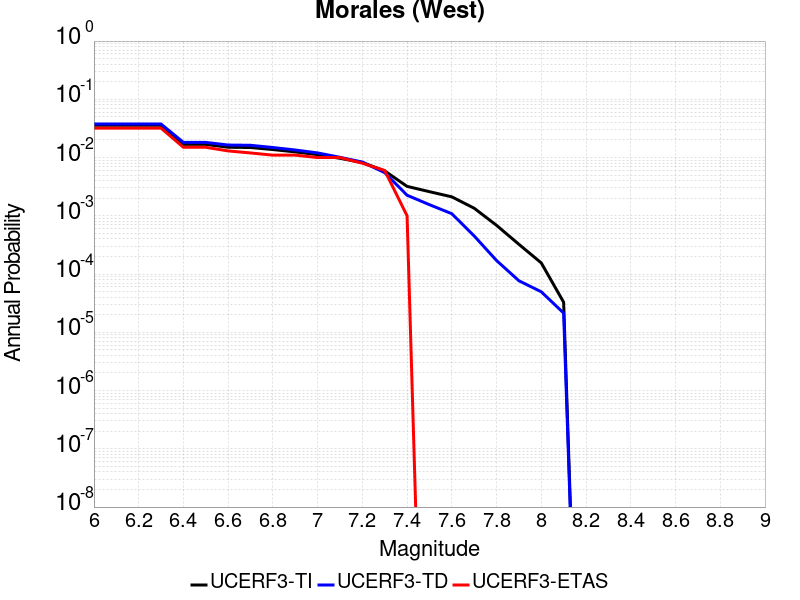 Morales (West)
Annual Probability
10 0
10 -1
10 -2
10 -3
10 -4
10 -5
10 -6
10 -7
10 -8
6 6.2 6.4 6.6 6.8 7 7.2 7.4 7.6 7.8 8 8.2 8.4 8.6 8.8 9
Magnitude
UCERF3-TI UCERF3-TD UCERF3-ETAS